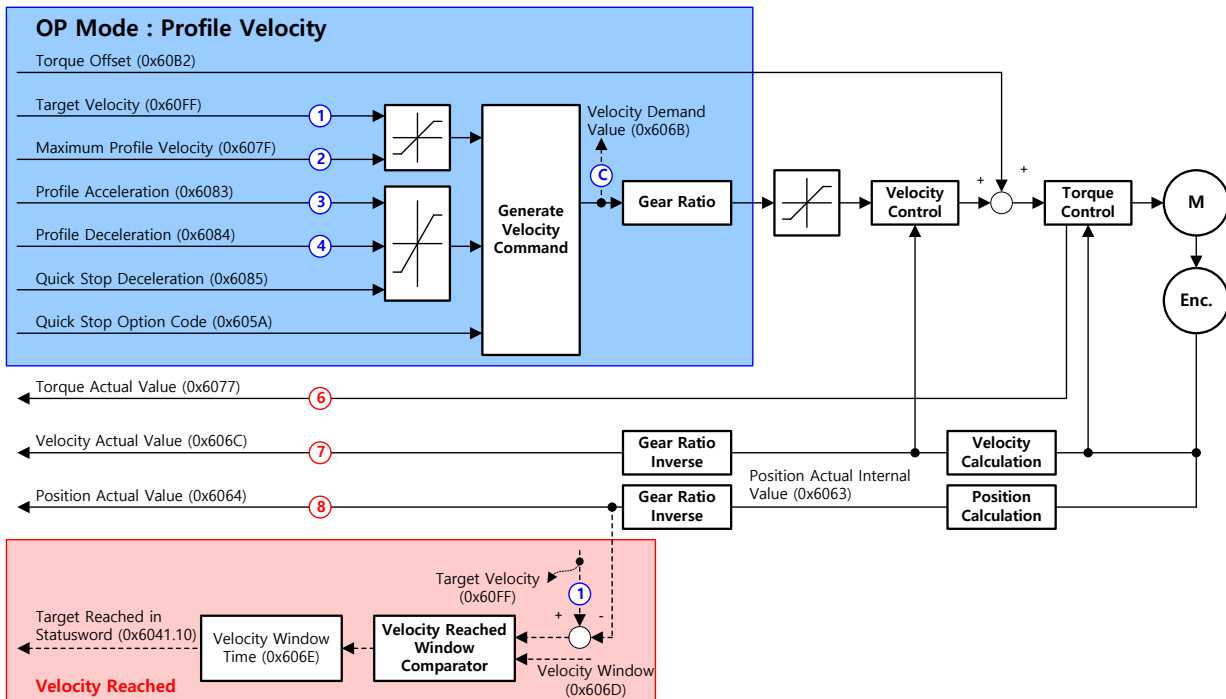 OP Mode : Profile Velocity
Torque Offset (0x60B2)
Target Velocity (0x60FF)
1
Maximum Profile Velocity (0x607F)
2
Profile Acceleration (0x6083)
3
Profile Deceleration (0x6084)
4
Quick Stop Deceleration (0x6085)
Quick Stop Option Code (0x605A)
Generate
Velocity
Command
Velocity Demand
Value (0x606B)
C
Gear Ratio
Velocity
Control
+
+
Torque
Control
M
Enc.
Torque Actual Value (0x6077)
6
Velocity Actual Value (0x606C)
7
Gear Ratio
Inverse
Velocity
Calculation
Position Actual Value (0x6064)
8
Gear Ratio
Inverse
Position Actual Internal
Value (0x6063)
Position
Calculation
Target Velocity
(0x60FF)
1
+
-
Target Reached in
Statusword (0x6041.10)
Velocity Window
Time (0x606E)
Velocity Reached
Window
Comparator
Velocity Window
(0x606D)
Velocity Reached